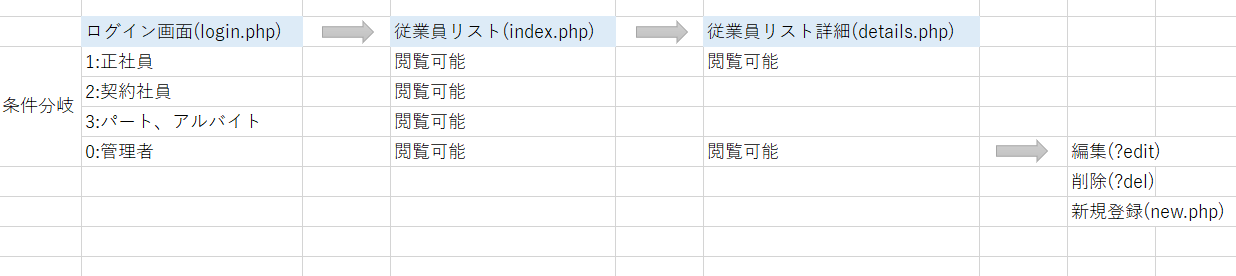 ログイン画面(login.php) 従業員リスト(index.php) 従業員リスト詳細(details.php)
1:正社員 閲覧可能 閲覧可能
2:契約社員 閲覧可能
条件分岐
3:パート、アルバイト 閲覧可能
0:管理者 閲覧可能 閲覧可能 編集(?edit)
削除(?del)
新規登録(new.php)